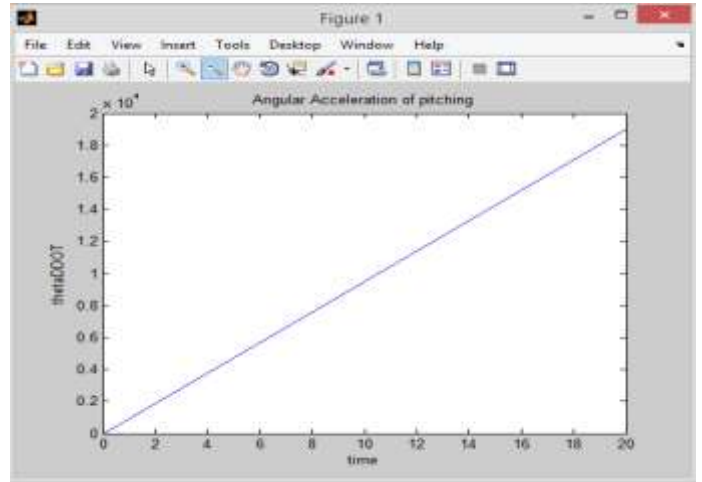 Figure 1
File Edit View Insert Tools Desktop Window Help
× 10⁴
Angular Acceleration of pitching
2
1.8
1.6
1.4
1.2
1
0.8
0.6
0.4
0.2
0
thetaDDOT
0 2 4 6 8 10 12 14 16 18 20
time